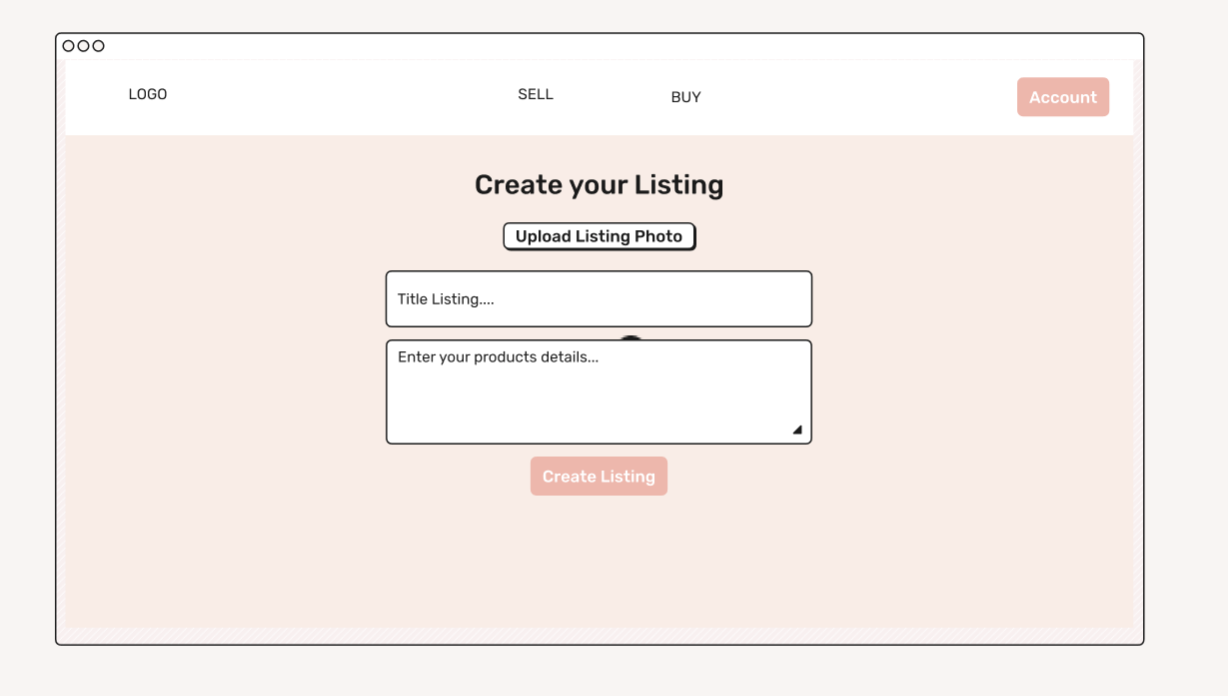 LOGO
SELL
BUY
Account
Create your Listing
Upload Listing Photo
Title Listing....
Enter your products details...
Create Listing